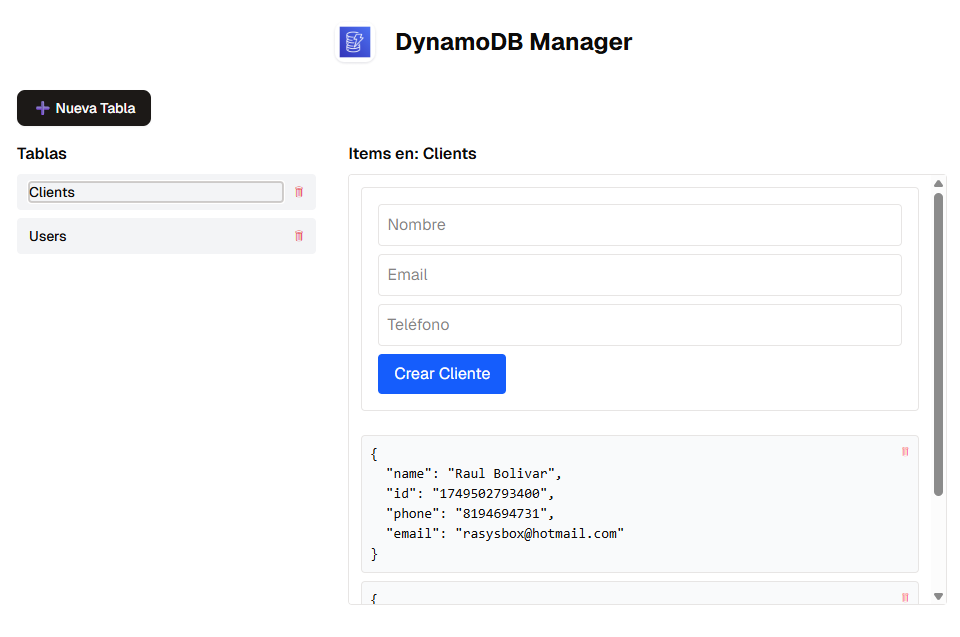 DynamoDB Manager
➕ Nueva Tabla
Tablas
Clients
Users
Items en: Clients
Nombre
Email
Teléfono
Crear Cliente
{
  "name": "Raul Bolivar",
  "id": "1749502793400",
  "phone": "8194694731",
  "email": "rasysbox@hotmail.com"
}
{